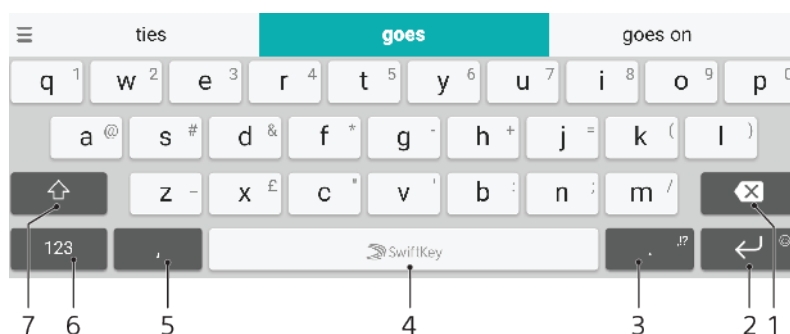 ties goes goes on
q 1 w 2 e 3 r 4 t 5 y 6 u 7 i 8 o 9 p 0
a @ s # d & f * g - h + j = k ( l )
z _ x £ c " v ' b : n ; m /
123 , SwiftKey . ,!?
7 6 5 4 3 2 1